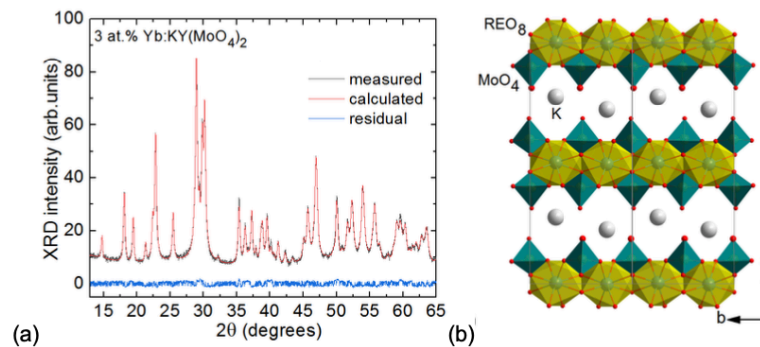 3 at.% Yb:KY(MoO₄)₂
measured
calculated
residual
XRD intensity (arb.units)
100
80
60
40
20
0
15 20 25 30 35 40 45 50 55 60 65
2θ (degrees)
(a)
REO₈
MoO₄
K
b
(b)